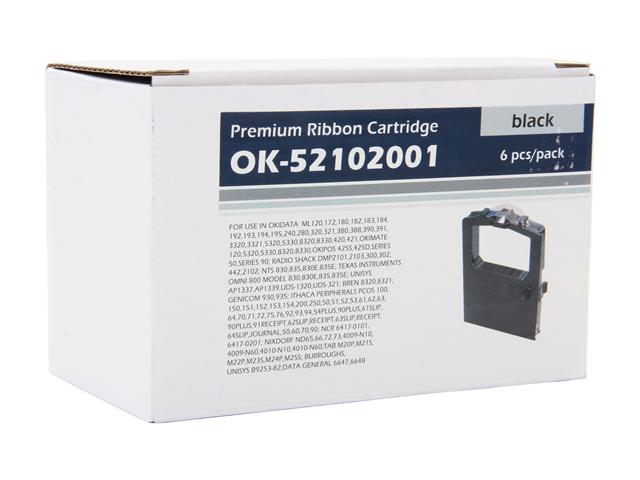 Premium Ribbon Cartridge
OK-52102001
black
6 pcs/pack
FOR USE IN OKIDATA ML120,172,180,182,183,184,
192,193,194,195,240,280,320,321,380,388,390,391,
3320,3321,5320,5330,8320,8330,420,421,OKIMATE
120,5320,5330,8320,8330,OKIPOS 425S,425D,SERIES
50,SERIES 90; RADIO SHACK DMP2101,2103,300,302,
442,2102; NTS 830,835,830E,835E; TEXAS INSTRUMENTS
OMNI 800 MODEL 830,830E,835,835E; UNISYS
AP1337,AP1339,UDS-1320,UDS-321; BREN 8320,8321;
GENICOM 930,935; ITHACA PERIPHERALS PCOS 100,
150,151,152,153,154,200,250,50,51,52,53,61,62,63,
64,70,71,72,75,76,92,93,94,54PLUS,90PLUS,61SLIP,
90PLUS,91RECEIPT,62SLIP,RECEIPT,63SLIP,RECEIPT,
64SLIP,JOURNAL,50,60,70,90; NCR 6417-0101,
6417-0201; NIXDORF ND65,66,72,73,4009-N10,
4009-N60,4010-N10,4010-N60;TAB M20P,M21S,
M22P,M23S,M24P,M25S; BURROUGHS,
UNISYS B9253-82;DATA GENERAL 6647,6648